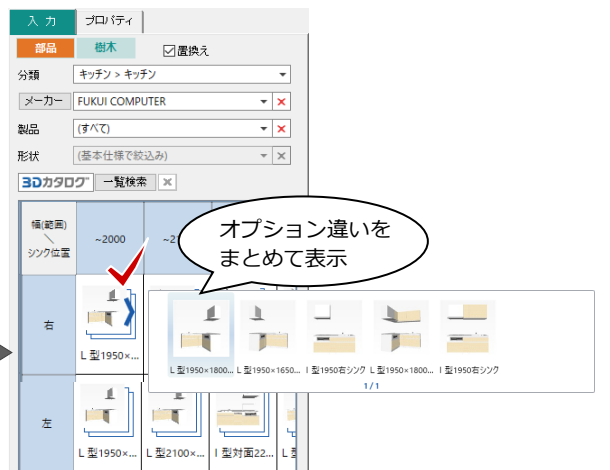 入 力 プロパティ
部品 樹木 置換え
分類 キッチン > キッチン
メーカー FUKUI COMPUTER
製品 (すべて)
形状 (基本仕様で絞込み)
3Dカタログ 一覧検索
幅(範囲)
\
シンク位置
~2000
~2
オプション違いを
まとめて表示
右
L 型1950×...
L 型1950×1800... L 型1950×1650... I 型1950右シンク L 型1950×1800... I 型1950右シンク
1/1
左
L 型1950×... L 型2100×... I 型対面22... L 型